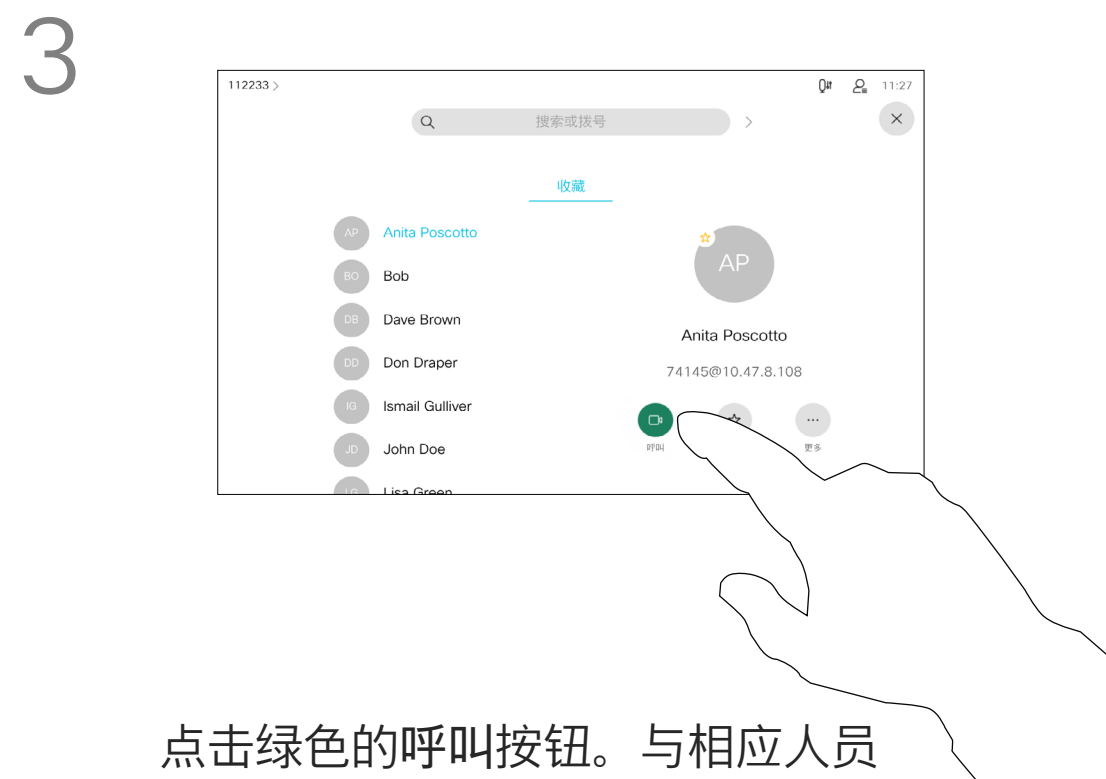 3
112233
11:27
搜索或拨号
收藏
AP Anita Poscotto
BO Bob
DB Dave Brown
DD Don Draper
IG Ismail Gulliver
JD John Doe
LG Lisa Green
AP
Anita Poscotto
74145@10.47.8.108
呼叫
更多
点击绿色的呼叫按钮。与相应人员